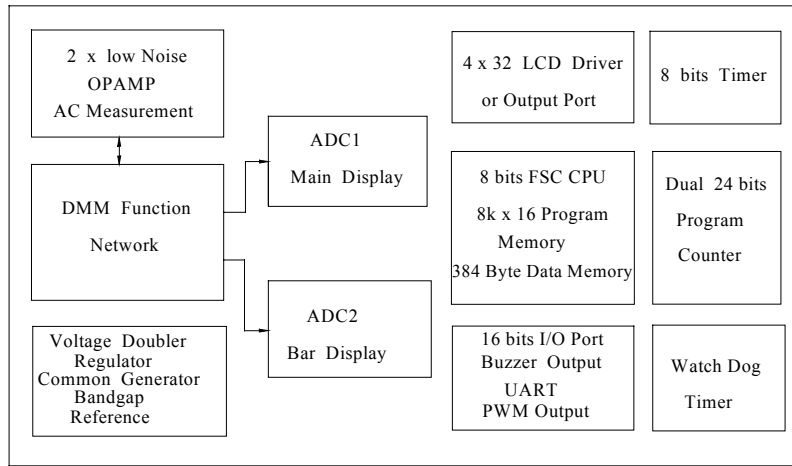 2 x low Noise
OPAMP
AC Measurement
DMM Function
Network
Voltage Doubler
Regulator
Common Generator
Bandgap
Reference
ADC1
Main Display
ADC2
Bar Display
4 x 32 LCD Driver
or Output Port
8 bits FSC CPU
8k x 16 Program
Memory
384 Byte Data Memory
16 bits I/O Port
Buzzer Output
UART
PWM Output
8 bits Timer
Dual 24 bits
Program
Counter
Watch Dog
Timer